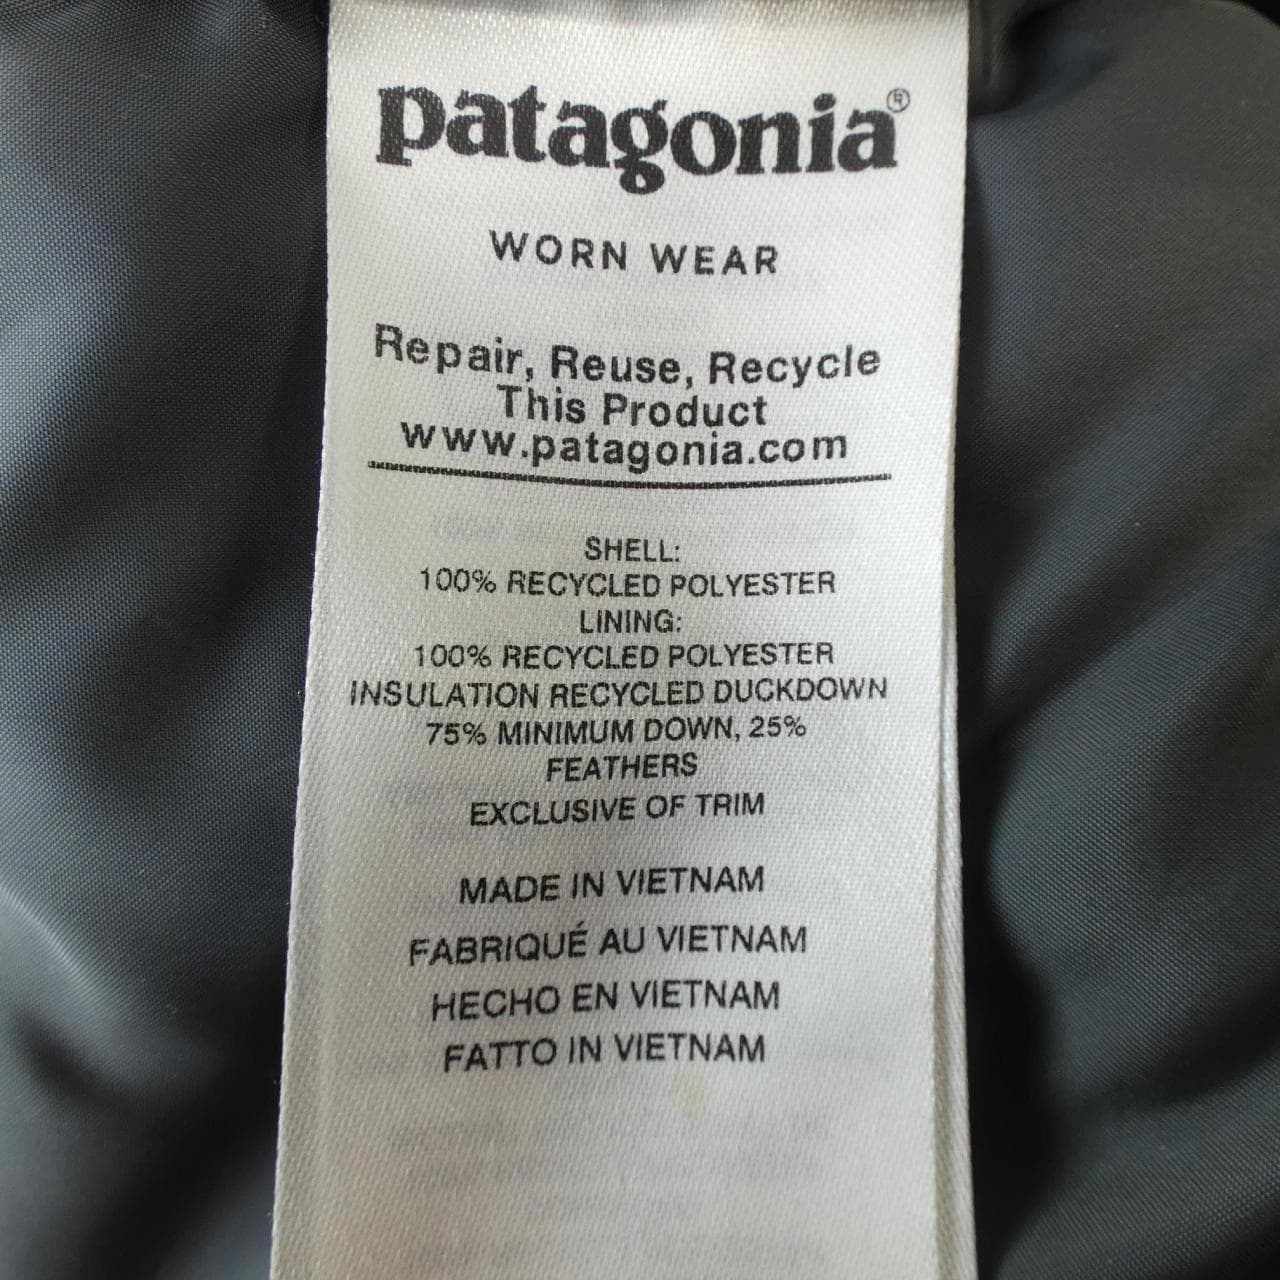 patagonia®
WORN WEAR
Repair, Reuse, Recycle
This Product
www.patagonia.com
SHELL:
100% RECYCLED POLYESTER
LINING:
100% RECYCLED POLYESTER
INSULATION RECYCLED DUCKDOWN
75% MINIMUM DOWN, 25%
FEATHERS
EXCLUSIVE OF TRIM
MADE IN VIETNAM
FABRIQUÉ AU VIETNAM
HECHO EN VIETNAM
FATTO IN VIETNAM